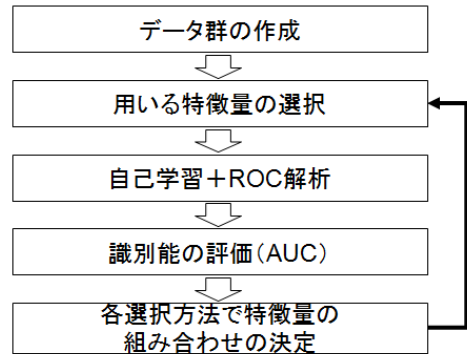 データ群の作成
用いる特徴量の選択
自己学習＋ROC解析
識別能の評価（AUC）
各選択方法で特徴量の
組み合わせの決定